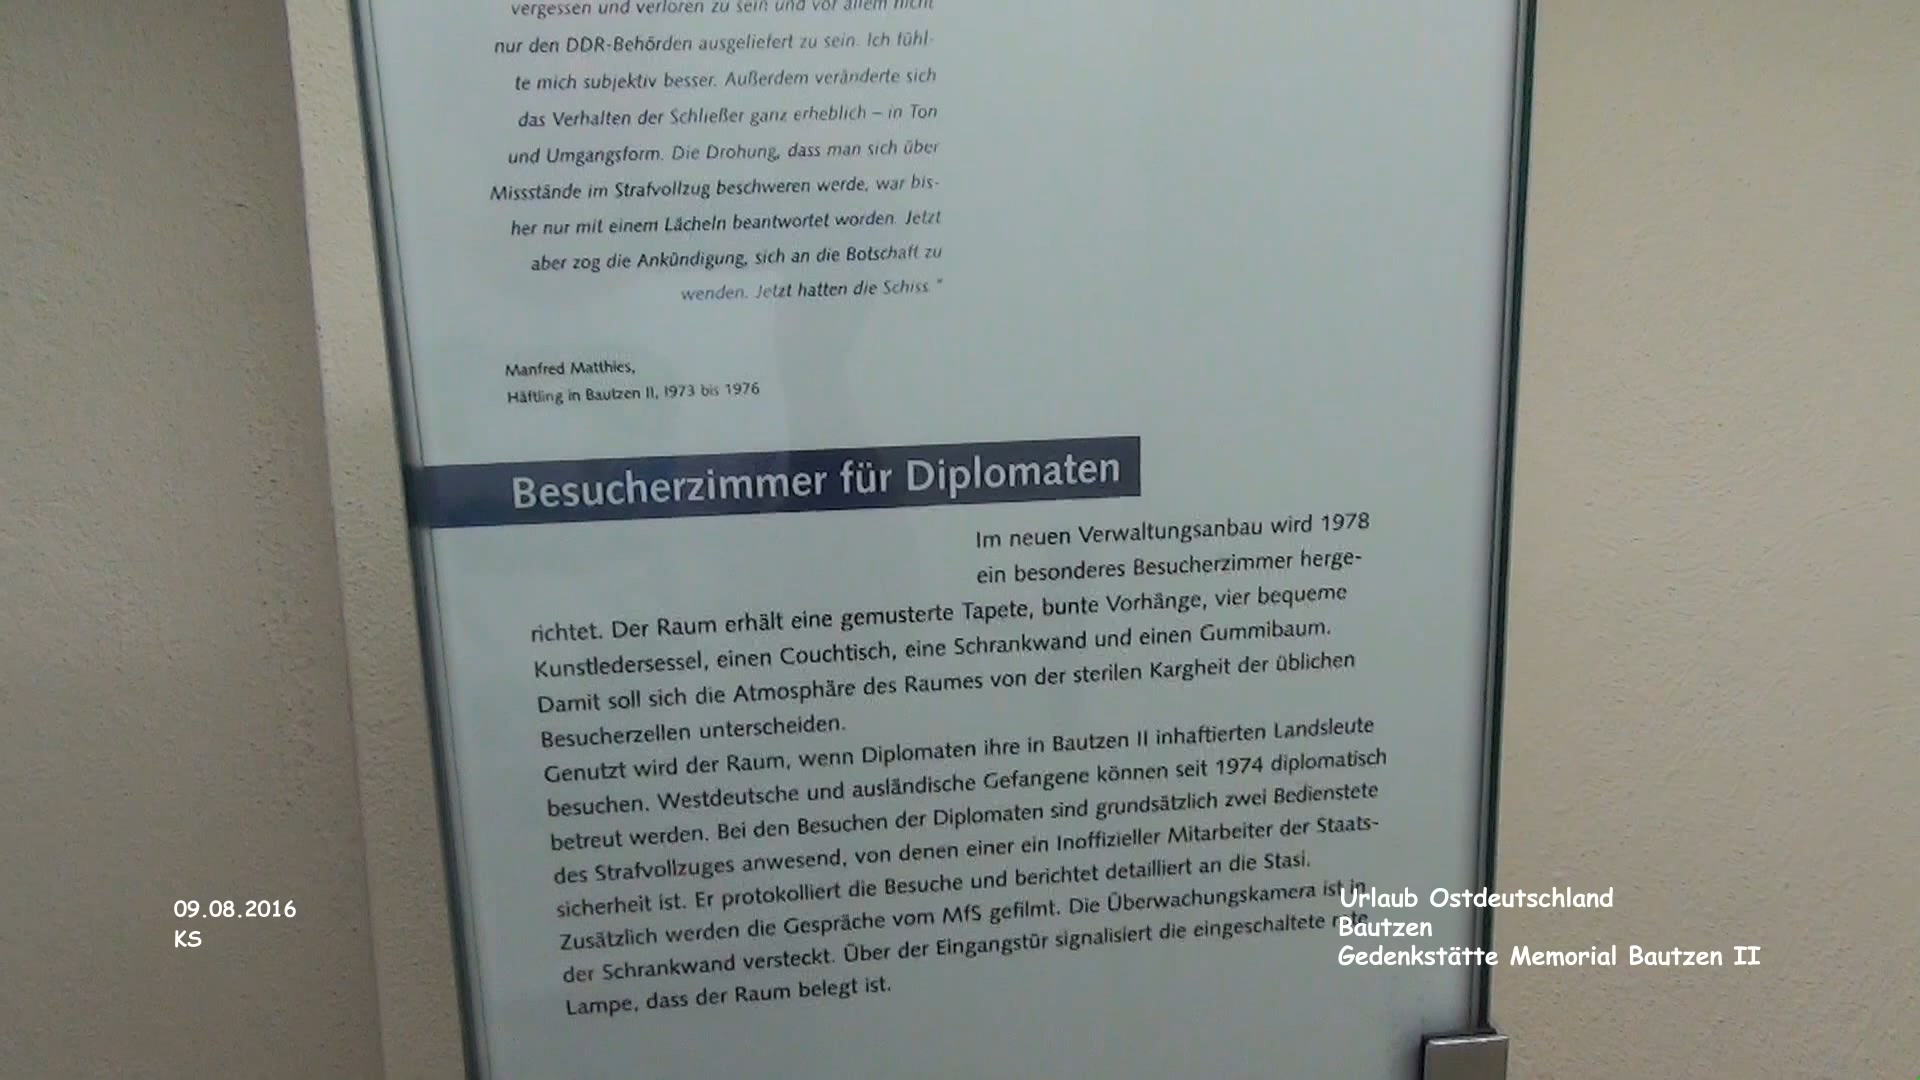 vergessen und verloren zu sein und vor allem nicht
nur den DDR-Behörden ausgeliefert zu sein. Ich fühl-
te mich subjektiv besser. Außerdem veränderte sich
das Verhalten der Schließer ganz erheblich – in Ton
und Umgangsform. Die Drohung, dass man sich über
Missstände im Strafvollzug beschweren werde, war bis-
her nur mit einem Lächeln beantwortet worden. Jetzt
aber zog die Ankündigung, sich an die Botschaft zu
wenden. Jetzt hatten die Schiss."
Manfred Matthies,
Häftling in Bautzen II, 1973 bis 1976
Besucherzimmer für Diplomaten
Im neuen Verwaltungsanbau wird 1978
ein besonderes Besucherzimmer herge-
richtet. Der Raum erhält eine gemusterte Tapete, bunte Vorhänge, vier bequeme
Kunstledersessel, einen Couchtisch, eine Schrankwand und einen Gummibaum.
Damit soll sich die Atmosphäre des Raumes von der sterilen Kargheit der üblichen
Besucherzellen unterscheiden.
Genutzt wird der Raum, wenn Diplomaten ihre in Bautzen II inhaftierten Landsleute
besuchen. Westdeutsche und ausländische Gefangene können seit 1974 diplomatisch
betreut werden. Bei den Besuchen der Diplomaten sind grundsätzlich zwei Bedienstete
des Strafvollzuges anwesend, von denen einer ein Inoffizieller Mitarbeiter der Staats-
sicherheit ist. Er protokolliert die Besuche und berichtet detailliert an die Stasi.
Zusätzlich werden die Gespräche vom MfS gefilmt. Die Überwachungskamera ist in
der Schrankwand versteckt. Über der Eingangstür signalisiert die eingeschaltete rote
Lampe, dass der Raum belegt ist.
09.08.2016
KS
Urlaub Ostdeutschland
Bautzen
Gedenkstätte Memorial Bautzen II